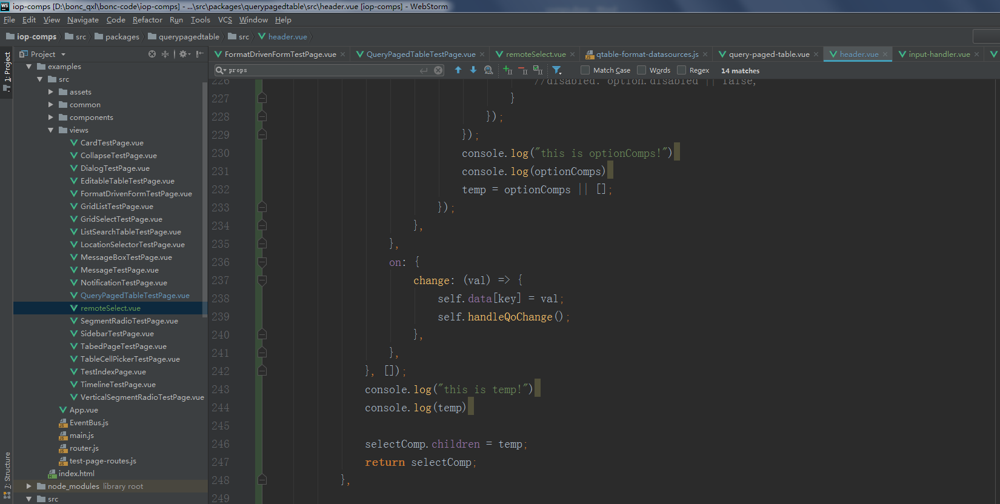 iop-comps [D:\bonc_qxl\bonc-code\iop-comps] - ...\src\packages\querypagedtable\src\header.vue [iop-comps] - WebStorm
File Edit View Navigate Code Refactor Run Tools VCS Window Help
iop-comps src packages querypagedtable src header.vue
1: Project
7: Structure
Project
examples
src
assets
common
components
views
CardTestPage.vue
CollapseTestPage.vue
DialogTestPage.vue
EditableTableTestPage.vue
FormatDrivenFormTestPage.vue
GridListTestPage.vue
GridSelectTestPage.vue
ListSearchTableTestPage.vue
LocationSelectorTestPage.vue
MessageBoxTestPage.vue
MessageTestPage.vue
NotificationTestPage.vue
QueryPagedTableTestPage.vue
remoteSelect.vue
SegmentRadioTestPage.vue
SidebarTestPage.vue
TabedPageTestPage.vue
TableCellPickerTestPage.vue
TestIndexPage.vue
TimelineTestPage.vue
VerticalSegmentRadioTestPage.vue
App.vue
EventBus.js
main.js
router.js
test-page-routes.js
index.html
node_modules library root
src
FormatDrivenFormTestPage.vue QueryPagedTableTestPage.vue remoteSelect.vue qtable-format-datasources.js query-paged-table.vue header.vue input-handler.vue
props Match Case Words Regex 14 matches
226 //disabled: option.disabled || false,
227 }
228 });
229 });
230 console.log("this is optionComps!")
231 console.log(optionComps)
232 temp = optionComps || [];
233 });
234 },
235 },
236 on: {
237 change: (val) => {
238 self.data[key] = val;
239 self.handleQoChange();
240 },
241 },
242 }, []);
243 console.log("this is temp!")
244 console.log(temp)
245
246 selectComp.children = temp;
247 return selectComp;
248 },
249